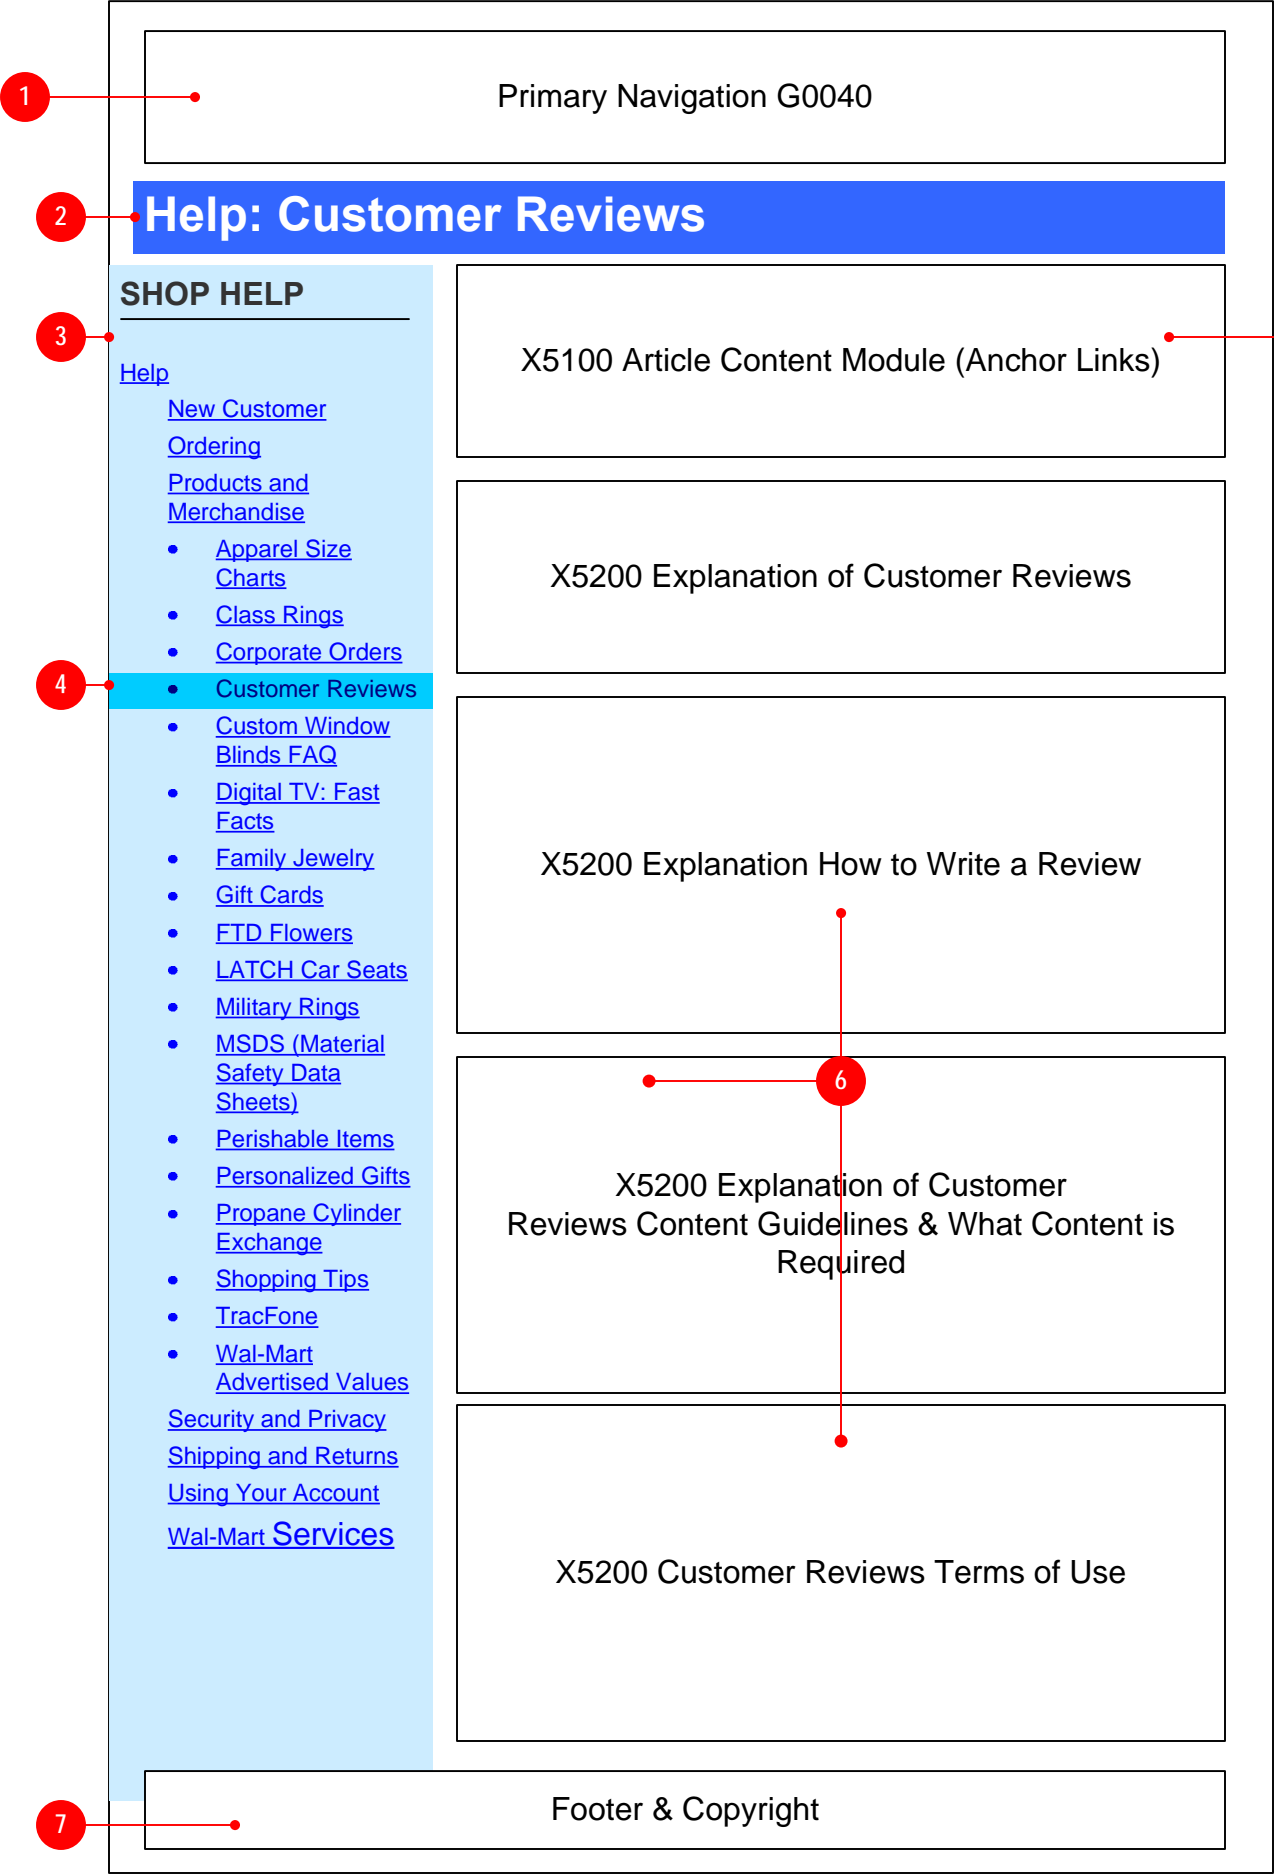 1
Primary Navigation G0040
2
Help: Customer Reviews
SHOP HELP
3
Help
New Customer
Ordering
Products and
Merchandise
• Apparel Size
Charts
• Class Rings
• Corporate Orders
4
• Customer Reviews
• Custom Window
Blinds FAQ
• Digital TV: Fast
Facts
• Family Jewelry
• Gift Cards
• FTD Flowers
• LATCH Car Seats
• Military Rings
• MSDS (Material
Safety Data
Sheets)
• Perishable Items
• Personalized Gifts
• Propane Cylinder
Exchange
• Shopping Tips
• TracFone
• Wal-Mart
Advertised Values
Security and Privacy
Shipping and Returns
Using Your Account
Wal-Mart Services
X5100 Article Content Module (Anchor Links)
X5200 Explanation of Customer Reviews
X5200 Explanation How to Write a Review
6
X5200 Explanation of Customer
Reviews Content Guidelines & What Content is
Required
X5200 Customer Reviews Terms of Use
7
Footer & Copyright